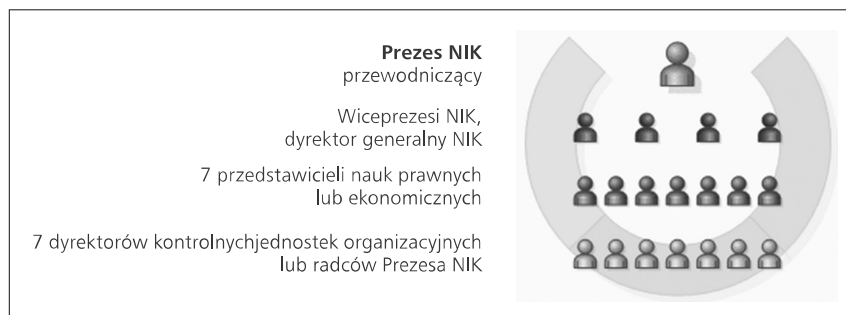 Prezes NIK
przewodniczący
Wiceprezesi NIK,
dyrektor generalny NIK
7 przedstawicieli nauk prawnych
lub ekonomicznych
7 dyrektorów kontrolnychjednostek organizacyjnych
lub radców Prezesa NIK